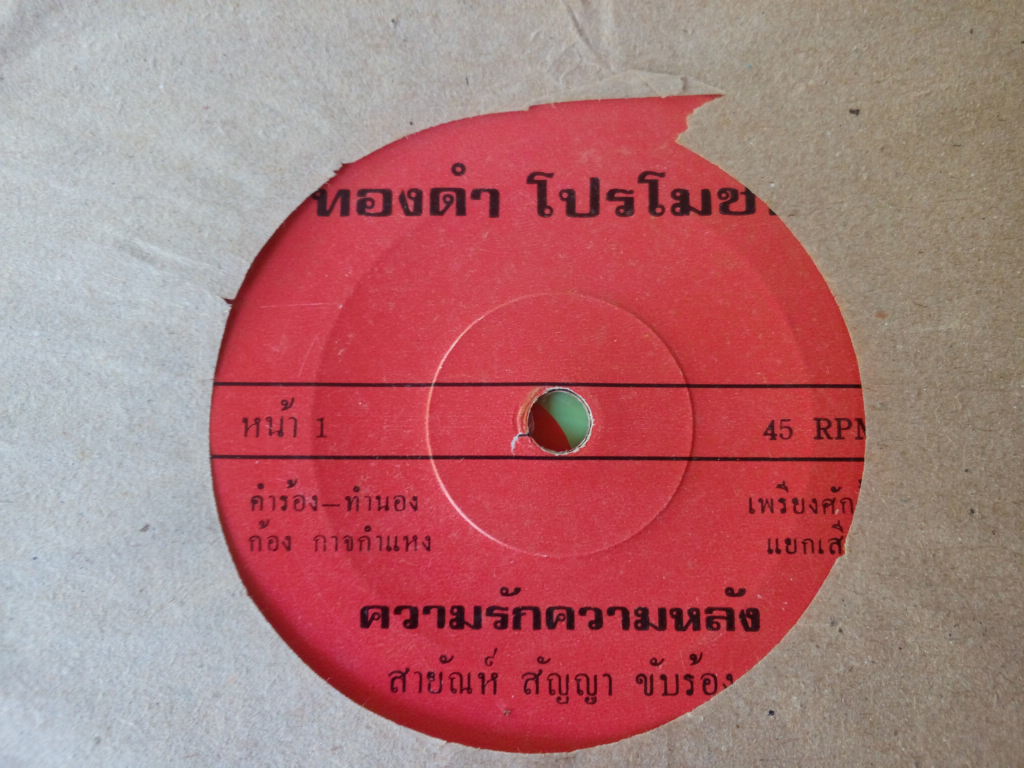 ทองดำ โปรโมช
หน้า 1
45 RPM
คำร้อง-ทำนอง
ก้อง กาจกำแหง
เพรียงศัก
แยกเสี
ความรักความหลัง
สายัณห์ สัญญา ขับร้อง